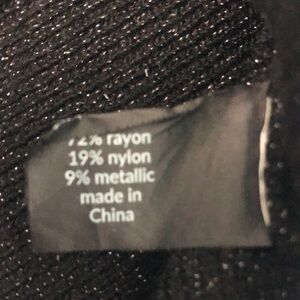 72% rayon
19% nylon
9% metallic
made in
China